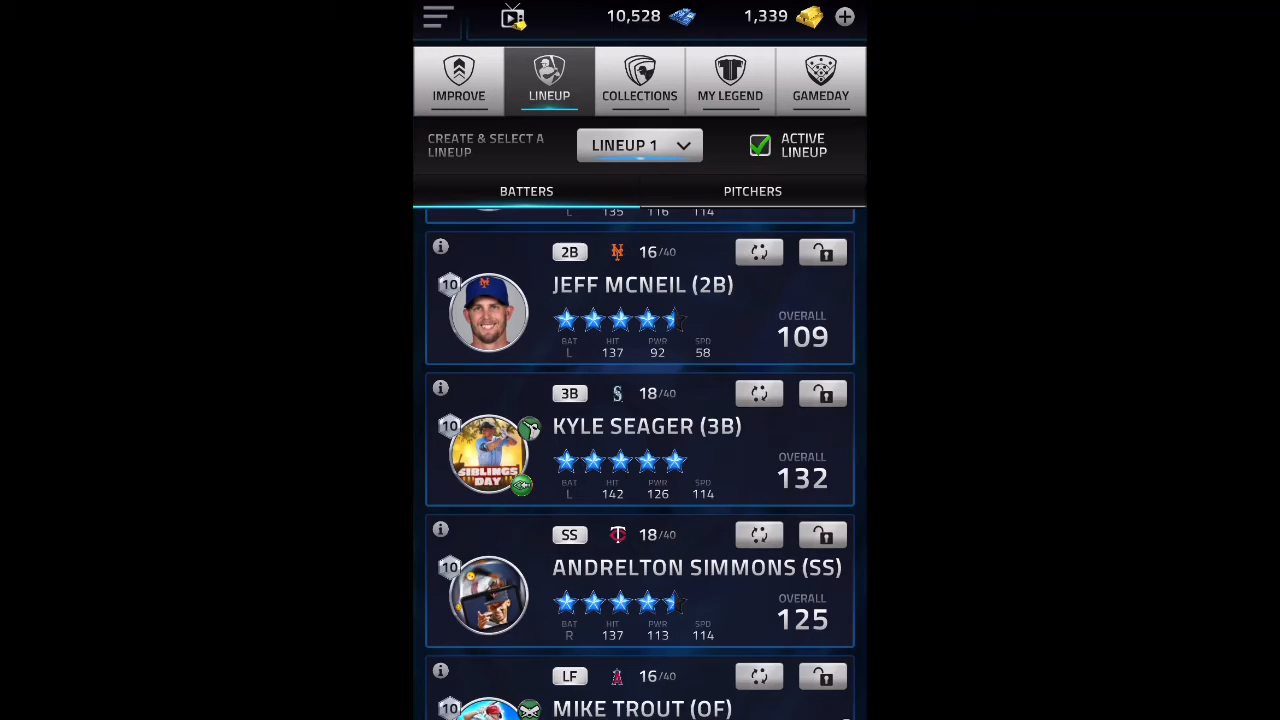 10,528 1,339
IMPROVE LINEUP COLLECTIONS MY LEGEND GAMEDAY
CREATE & SELECT A LINEUP
LINEUP 1
ACTIVE LINEUP
BATTERS PITCHERS
L 135 116 114
2B 16/40
JEFF MCNEIL (2B)
10
OVERALL
109
BAT HIT PWR SPD
L 137 92 58
3B 18/40
KYLE SEAGER (3B)
10
SIBLINGS DAY
OVERALL
132
BAT HIT PWR SPD
L 142 126 114
SS 18/40
ANDRELTON SIMMONS (SS)
10
OVERALL
125
BAT HIT PWR SPD
R 137 113 114
LF 16/40
MIKE TROUT (OF)
10